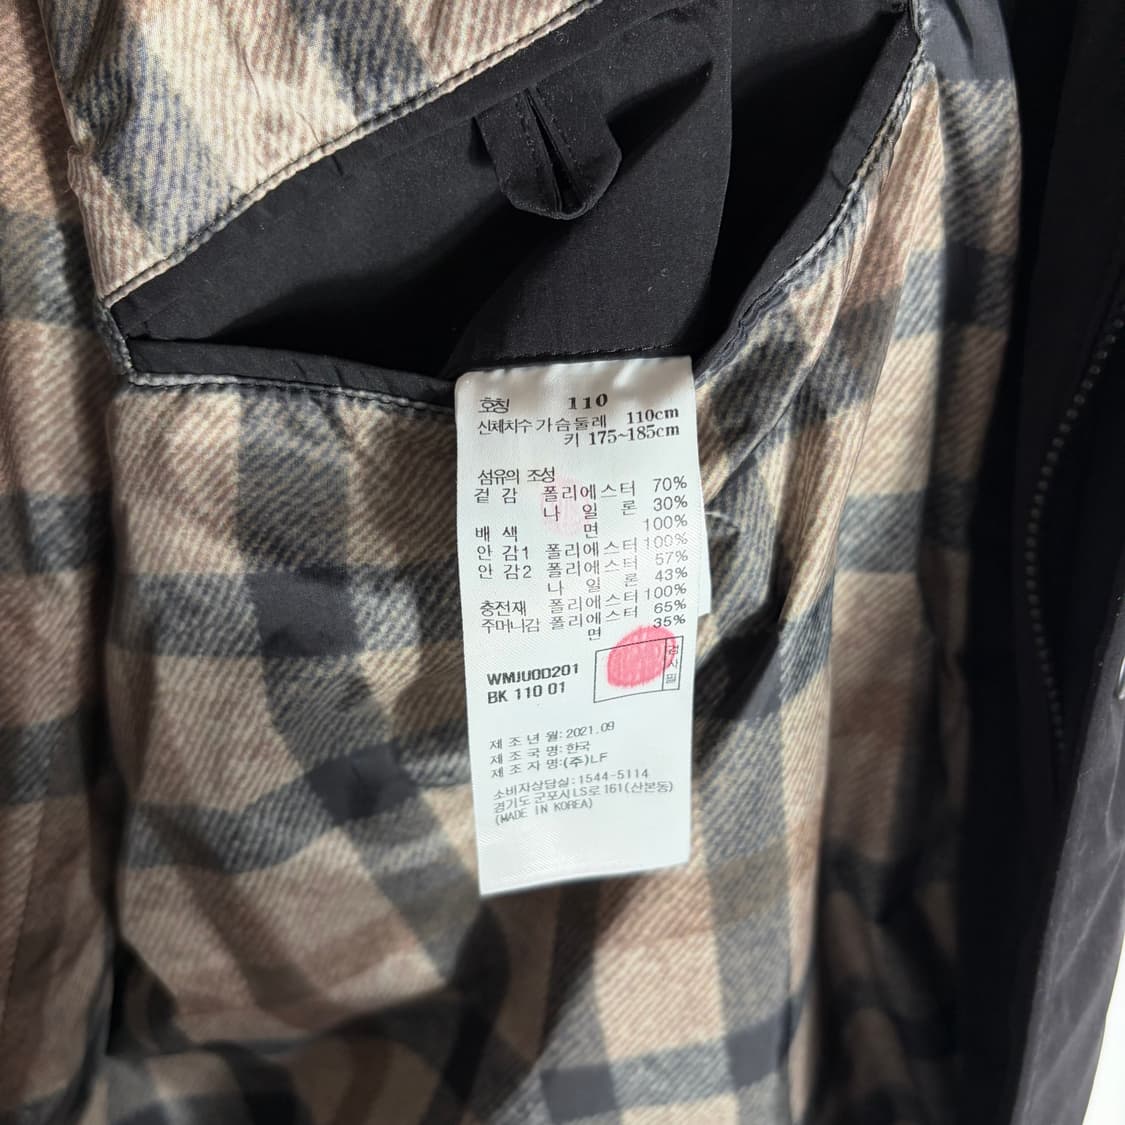 호칭 110
신체치수 가슴둘레 110cm
키 175~185cm
섬유의 조성
겉 감 폴리에스터 70%
나 일 론 30%
배 색 면 100%
안 감1 폴리에스터 100%
안 감2 폴리에스터 57%
나 일 론 43%
충전재 폴리에스터 100%
주머니감 폴리에스터 65%
면 35%
검사필
WMJU0D201
BK 110 01
제 조 년 월: 2021.09
제 조 국 명: 한국
제 조 자 명:(주)LF
소비자상담실: 1544-5114
경기도 군포시 LS로 161(산본동)
(MADE IN KOREA)